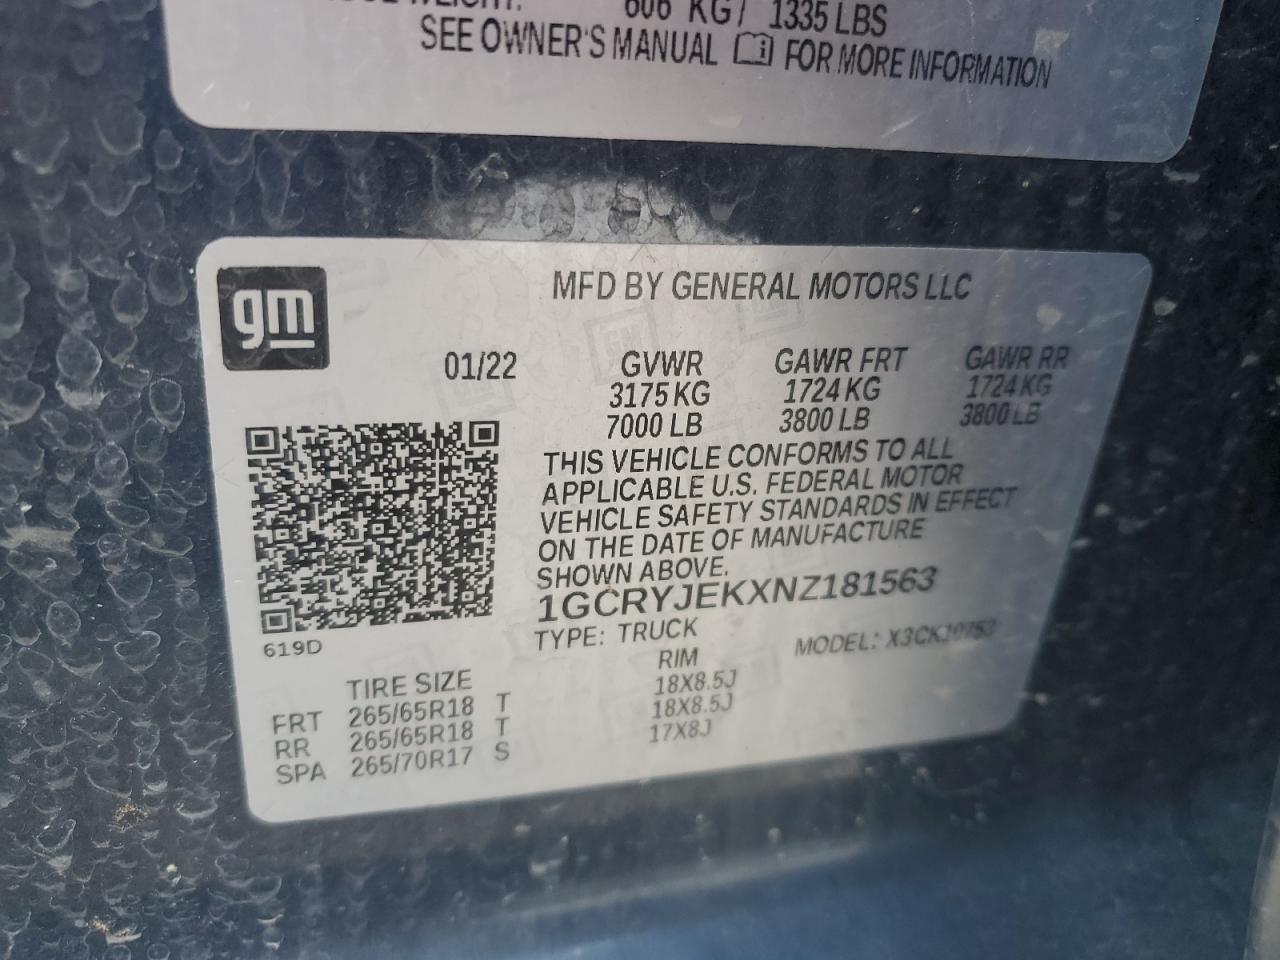 606 KG / 1335 LBS
SEE OWNER'S MANUAL FOR MORE INFORMATION
gm
MFD BY GENERAL MOTORS LLC
01/22 GVWR GAWR FRT GAWR RR
3175 KG 1724 KG 1724 KG
7000 LB 3800 LB 3800 LB
THIS VEHICLE CONFORMS TO ALL
APPLICABLE U.S. FEDERAL MOTOR
VEHICLE SAFETY STANDARDS IN EFFECT
ON THE DATE OF MANUFACTURE
SHOWN ABOVE.
1GCRYJEKXNZ181563
TYPE: TRUCK MODEL:
619D
TIRE SIZE RIM
FRT 265/65R18 T 18X8.5J
RR 265/65R18 T 18X8.5J
SPA 265/70R17 S 17X8J